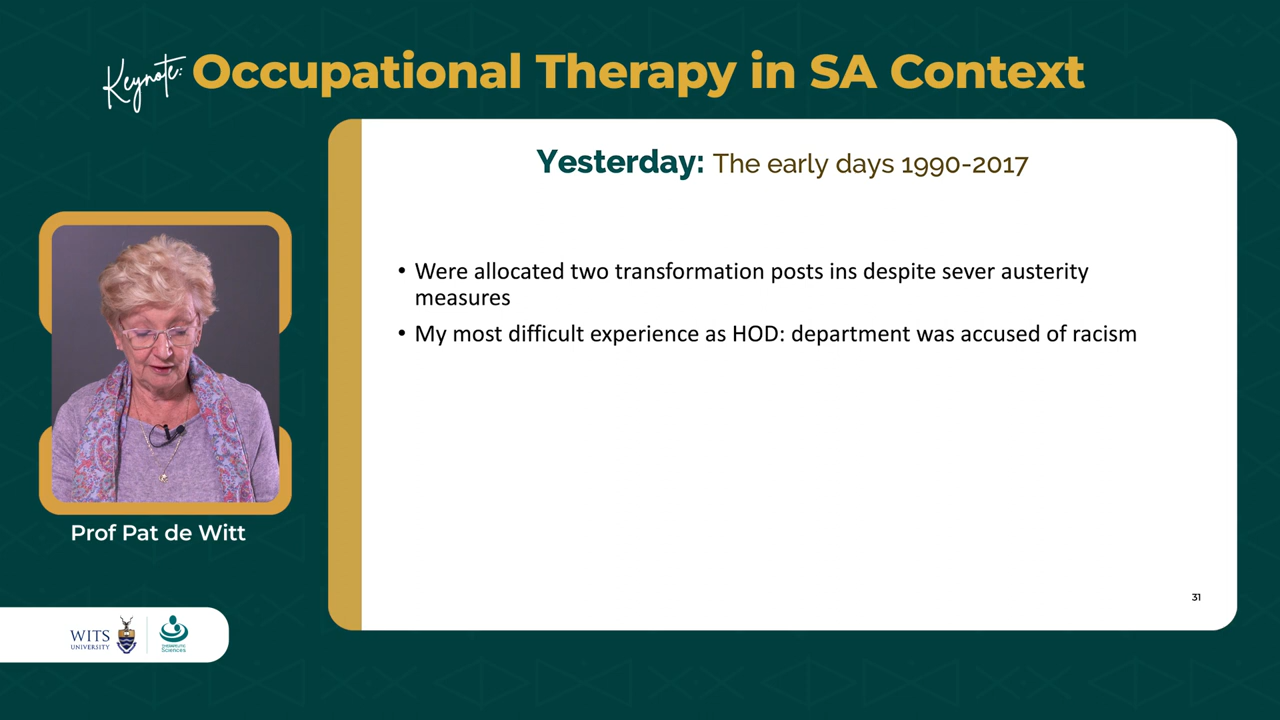 Keynote: Occupational Therapy in SA Context
Yesterday: The early days 1990-2017
• Were allocated two transformation posts ins despite sever austerity
measures
• My most difficult experience as HOD: department was accused of racism
Prof Pat de Witt
31
WITS
UNIVERSITY
THERAPEUTIC
Sciences